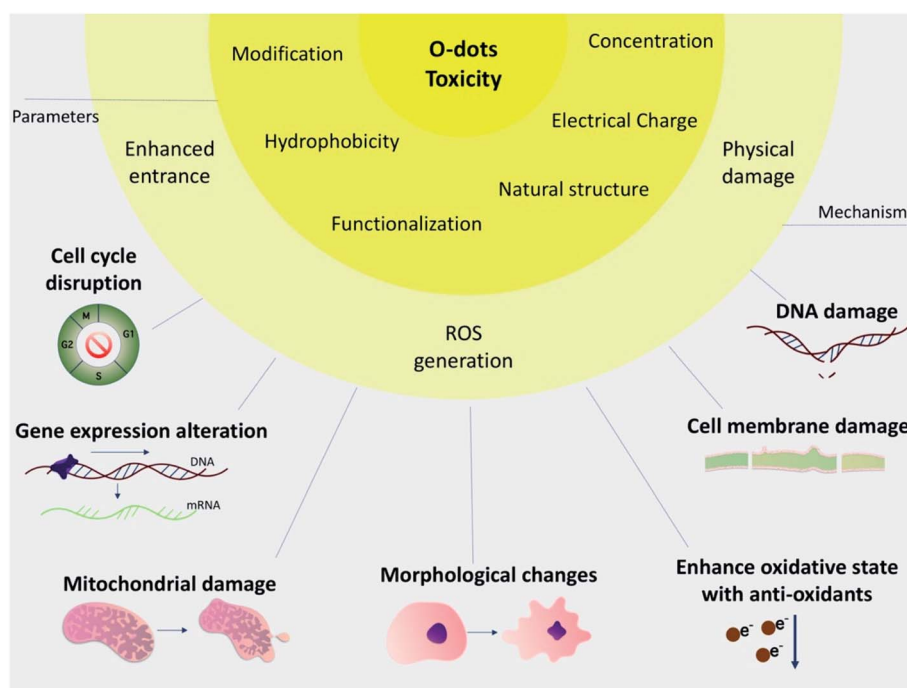 O-dots
Toxicity
Modification
Concentration
Hydrophobicity
Electrical Charge
Natural structure
Functionalization
Parameters
Enhanced
entrance
Physical
damage
Mechanism
ROS
generation
Cell cycle
disruption
M
G1
G2
S
DNA damage
Gene expression alteration
DNA
mRNA
Cell membrane damage
Mitochondrial damage
Morphological changes
Enhance oxidative state
with anti-oxidants
e-
e-
e-